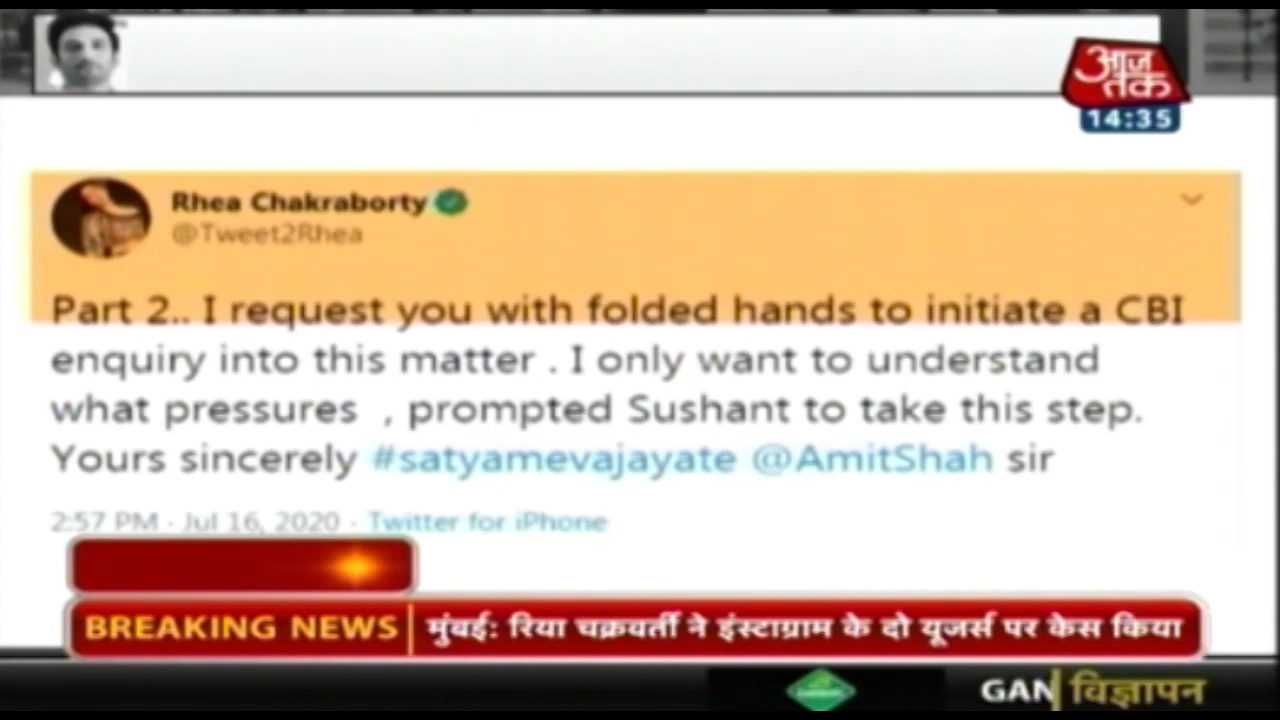 आज
तक
14:35
Rhea Chakraborty
@Tweet2Rhea
Part 2.. I request you with folded hands to initiate a CBI
enquiry into this matter . I only want to understand
what pressures , prompted Sushant to take this step.
Yours sincerely #satyamevajayate @AmitShah sir
2:57 PM · Jul 16, 2020 · Twitter for iPhone
BREAKING NEWS मुंबई: रिया चक्रवर्ती ने इंस्टाग्राम के दो यूजर्स पर केस किया
GAN विज्ञापन